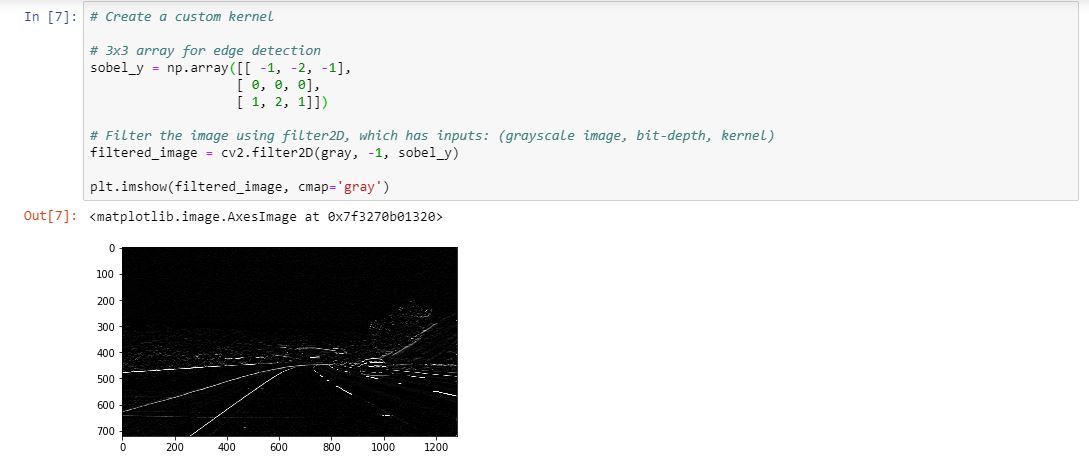 In [7]: # Create a custom kernel
# 3x3 array for edge detection
sobel_y = np.array([[ -1, -2, -1],
[ 0, 0, 0],
[ 1, 2, 1]])
# Filter the image using filter2D, which has inputs: (grayscale image, bit-depth, kernel)
filtered_image = cv2.filter2D(gray, -1, sobel_y)
plt.imshow(filtered_image, cmap='gray')
Out[7]: <matplotlib.image.AxesImage at 0x7f3270b01320>
0
100
200
300
400
500
600
700
0 200 400 600 800 1000 1200